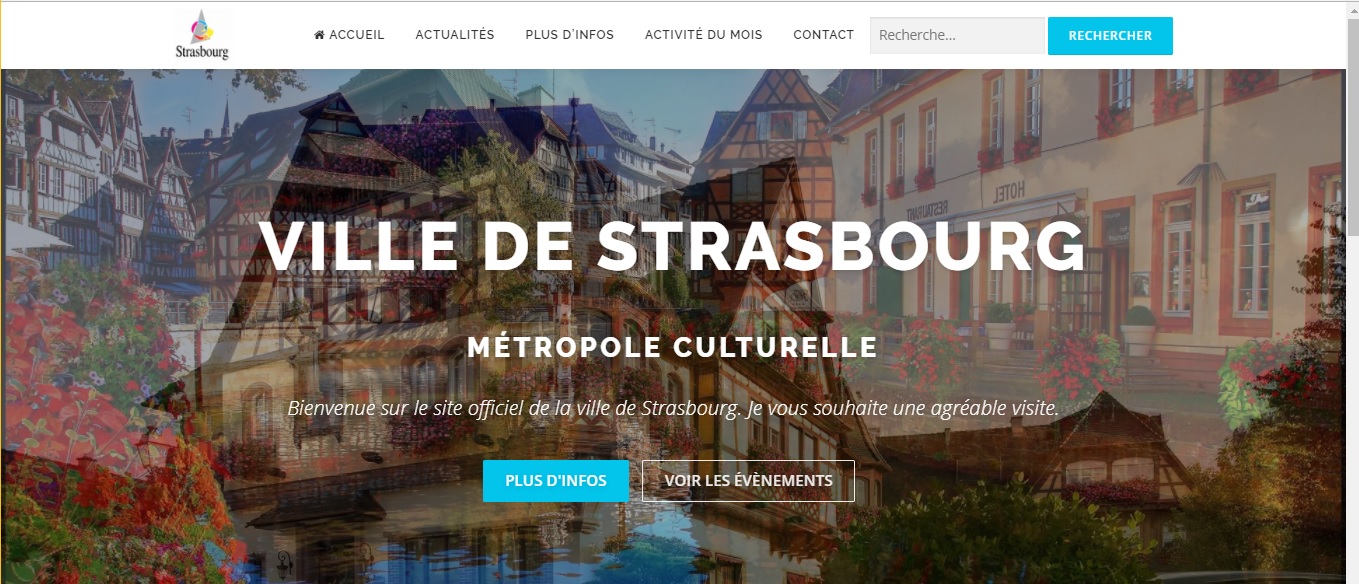 Strasbourg
ACCUEIL ACTUALITÉS PLUS D'INFOS ACTIVITÉ DU MOIS CONTACT Recherche... RECHERCHER
HOTEL
RESTAURANT
VILLE DE STRASBOURG
MÉTROPOLE CULTURELLE
Bienvenue sur le site officiel de la ville de Strasbourg. Je vous souhaite une agréable visite.
PLUS D'INFOS VOIR LES ÉVÈNEMENTS